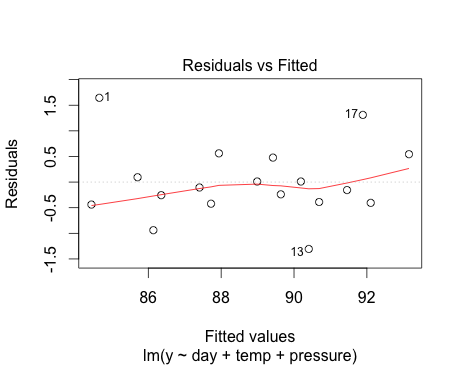 Residuals vs Fitted
Residuals
1.5
0.5
-0.5
-1.5
1
17
13
86 88 90 92
Fitted values
lm(y ~ day + temp + pressure)